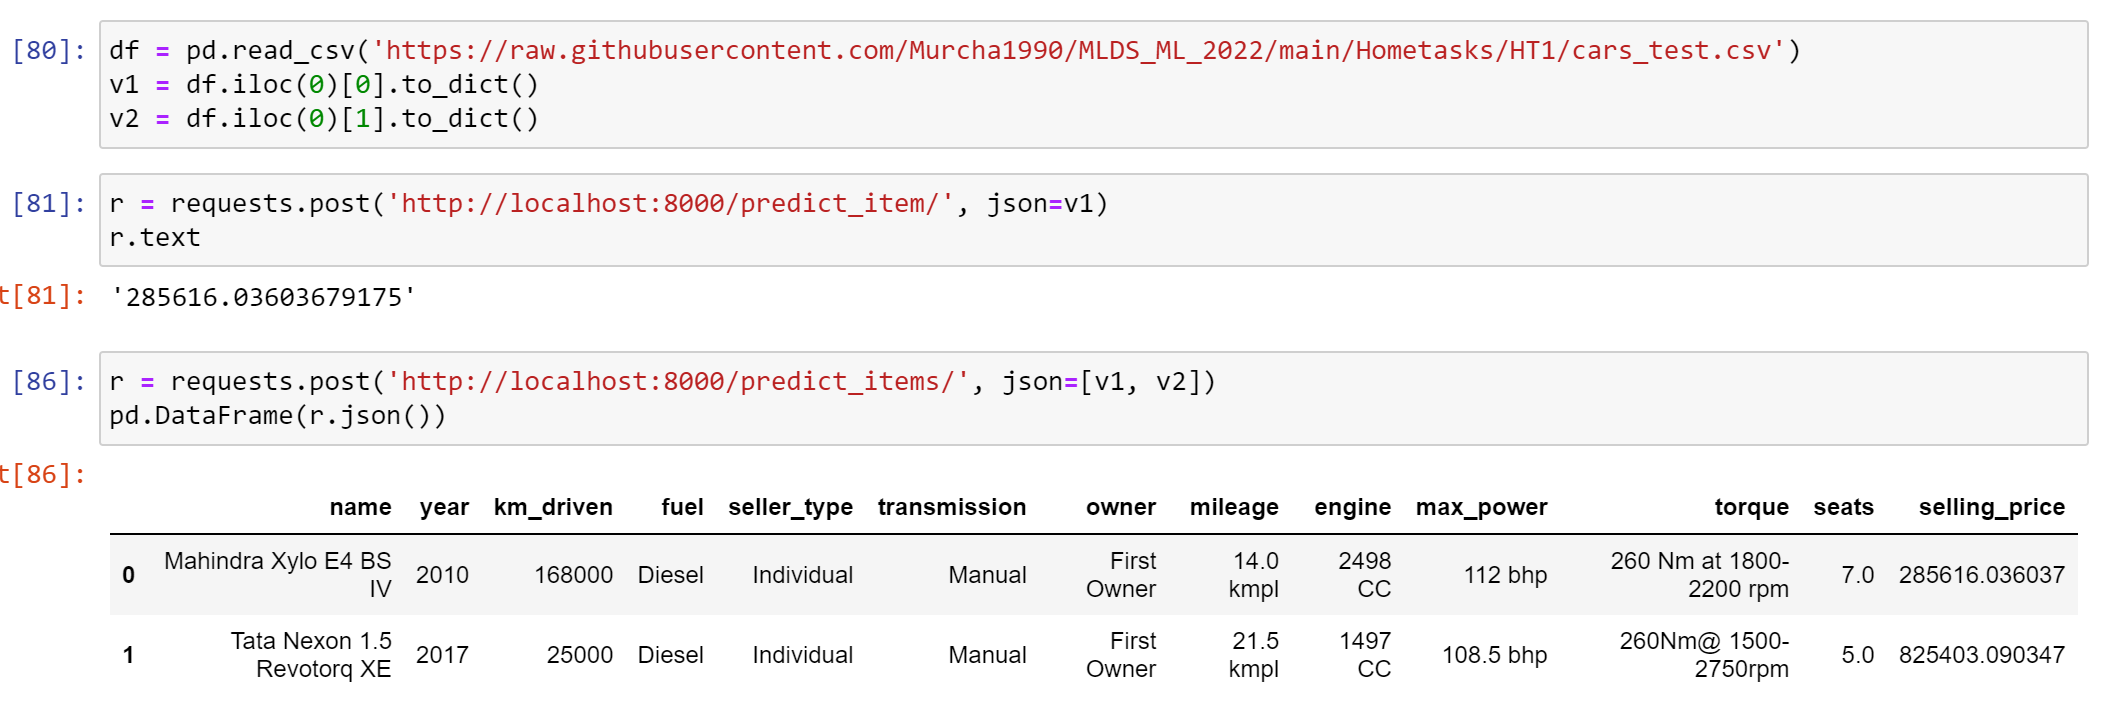 [80]: df = pd.read_csv('https://raw.githubusercontent.com/Murcha1990/MLDS_ML_2022/main/Hometasks/HT1/cars_test.csv')
v1 = df.iloc(0)[0].to_dict()
v2 = df.iloc(0)[1].to_dict()
[81]: r = requests.post('http://localhost:8000/predict_item/', json=v1)
r.text
t[81]: '285616.03603679175'
[86]: r = requests.post('http://localhost:8000/predict_items/', json=[v1, v2])
pd.DataFrame(r.json())
t[86]:
name year km_driven fuel seller_type transmission owner mileage engine max_power torque seats selling_price
0 Mahindra Xylo E4 BS IV 2010 168000 Diesel Individual Manual First Owner 14.0 kmpl 2498 CC 112 bhp 260 Nm at 1800-2200 rpm 7.0 285616.036037
1 Tata Nexon 1.5 Revotorq XE 2017 25000 Diesel Individual Manual First Owner 21.5 kmpl 1497 CC 108.5 bhp 260Nm@ 1500-2750rpm 5.0 825403.090347